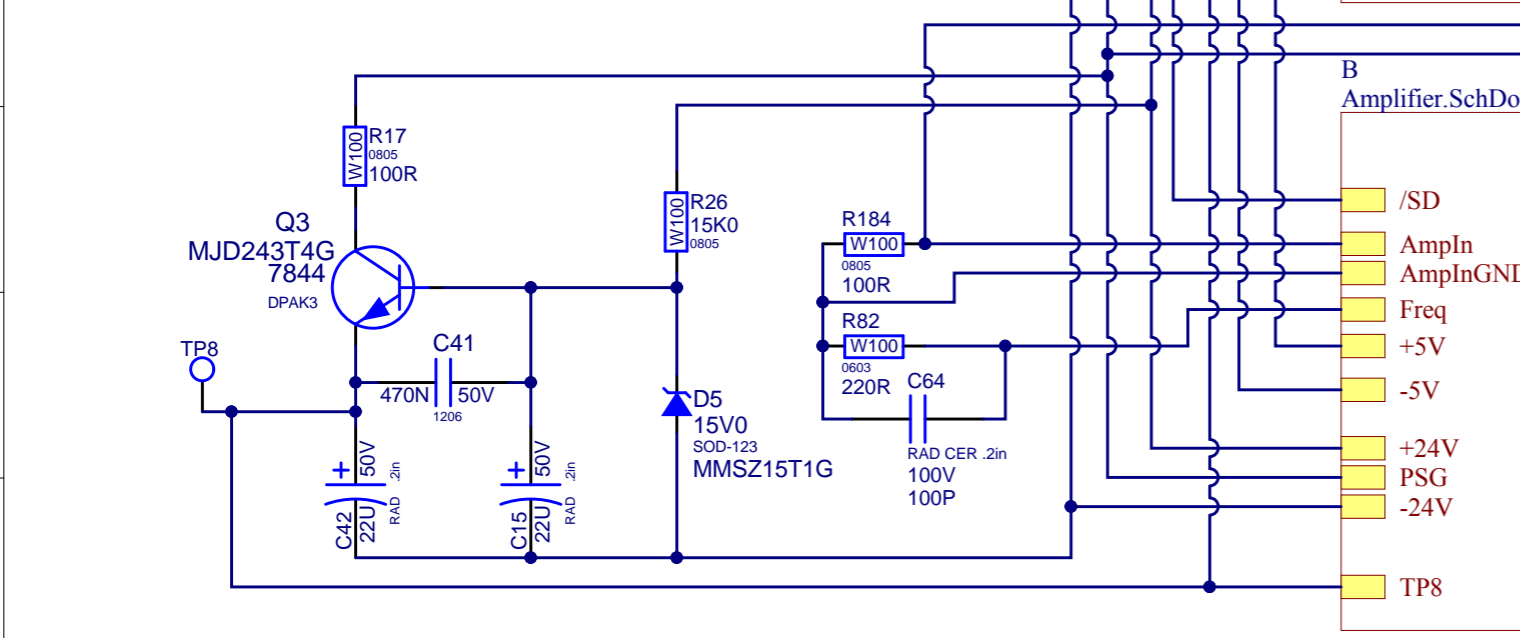 B
Amplifier.SchDo
R17
0805
100R
W100
Q3
MJD243T4G
7844
DPAK3
R26
15K0
0805
W100
R184
W100
0805
100R
R82
W100
0603
220R
C64
RAD CER .2in
100V
100P
TP8
C41
470N
50V
1206
D5
15V0
SOD-123
MMSZ15T1G
+
50V
.2in
RAD
C42
22U
+
50V
.2in
RAD
C15
22U
/SD
AmpIn
AmpInGND
Freq
+5V
-5V
+24V
PSG
-24V
TP8